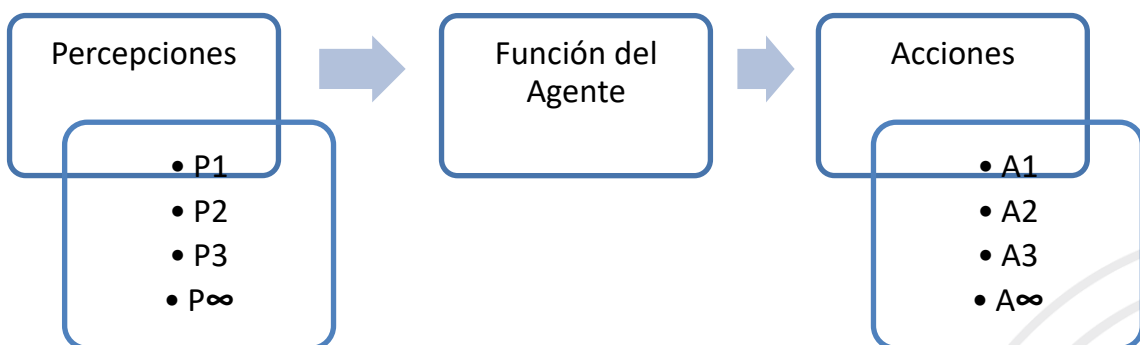 Percepciones
• P1
• P2
• P3
• P∞
Función del
Agente
Acciones
• A1
• A2
• A3
• A∞